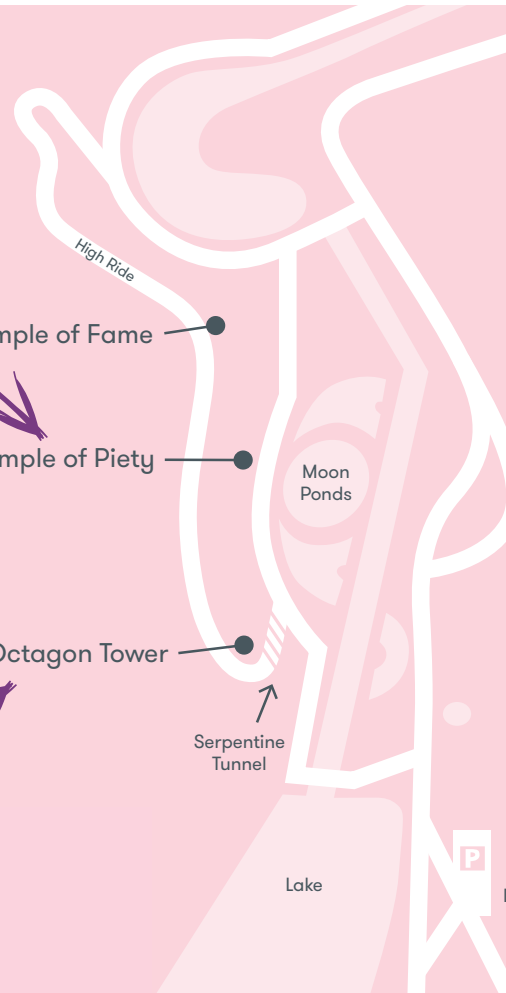 High Ride
mple of Fame
mple of Piety
Moon
Ponds
Octagon Tower
Serpentine
Tunnel
P
Lake